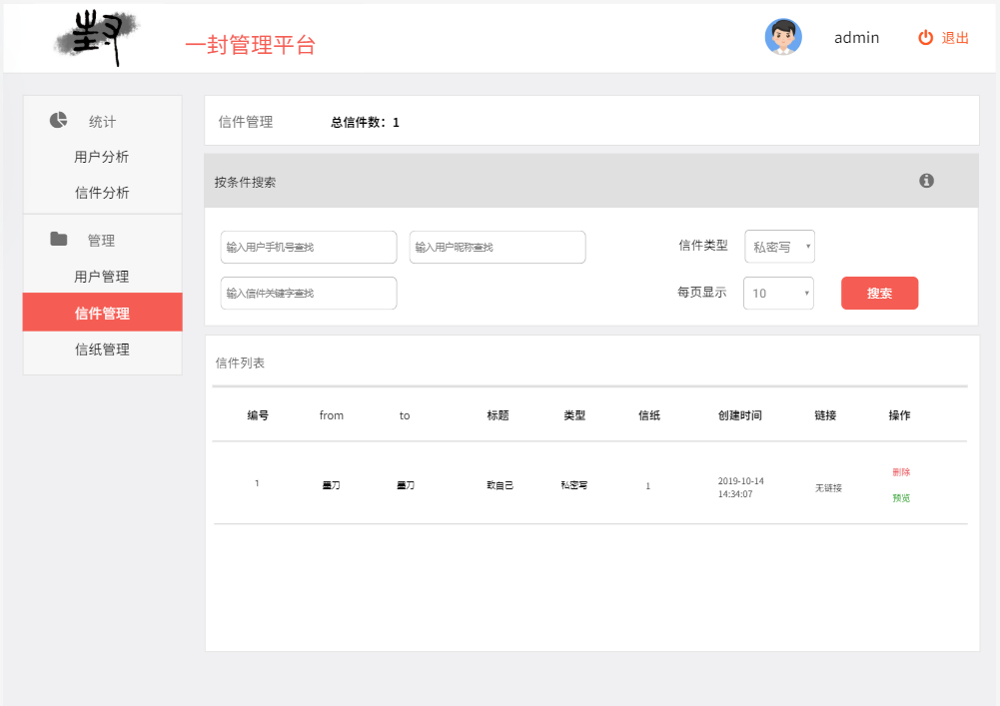 封
一封管理平台
admin
退出
统计
用户分析
信件分析
管理
用户管理
信件管理
信纸管理
信件管理 总信件数：1
按条件搜索
输入用户手机号查找 输入用户昵称查找 信件类型 私密写
输入信件关键字查找 每页显示 10 搜索
信件列表
编号 from to 标题 类型 信纸 创建时间 链接 操作
1 墨刀 墨刀 致自己 私密写 1 2019-10-14 14:34:07 无链接 删除
预览